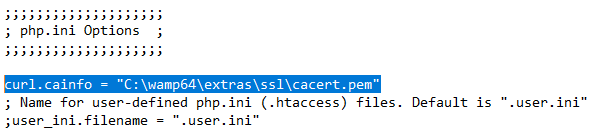 ;;;;;;;;;;;;;;;;;;;;
; php.ini Options  ;
;;;;;;;;;;;;;;;;;;;;
curl.cainfo = "C:\wamp64\extras\ssl\cacert.pem"
; Name for user-defined php.ini (.htaccess) files. Default is ".user.ini"
;user_ini.filename = ".user.ini"